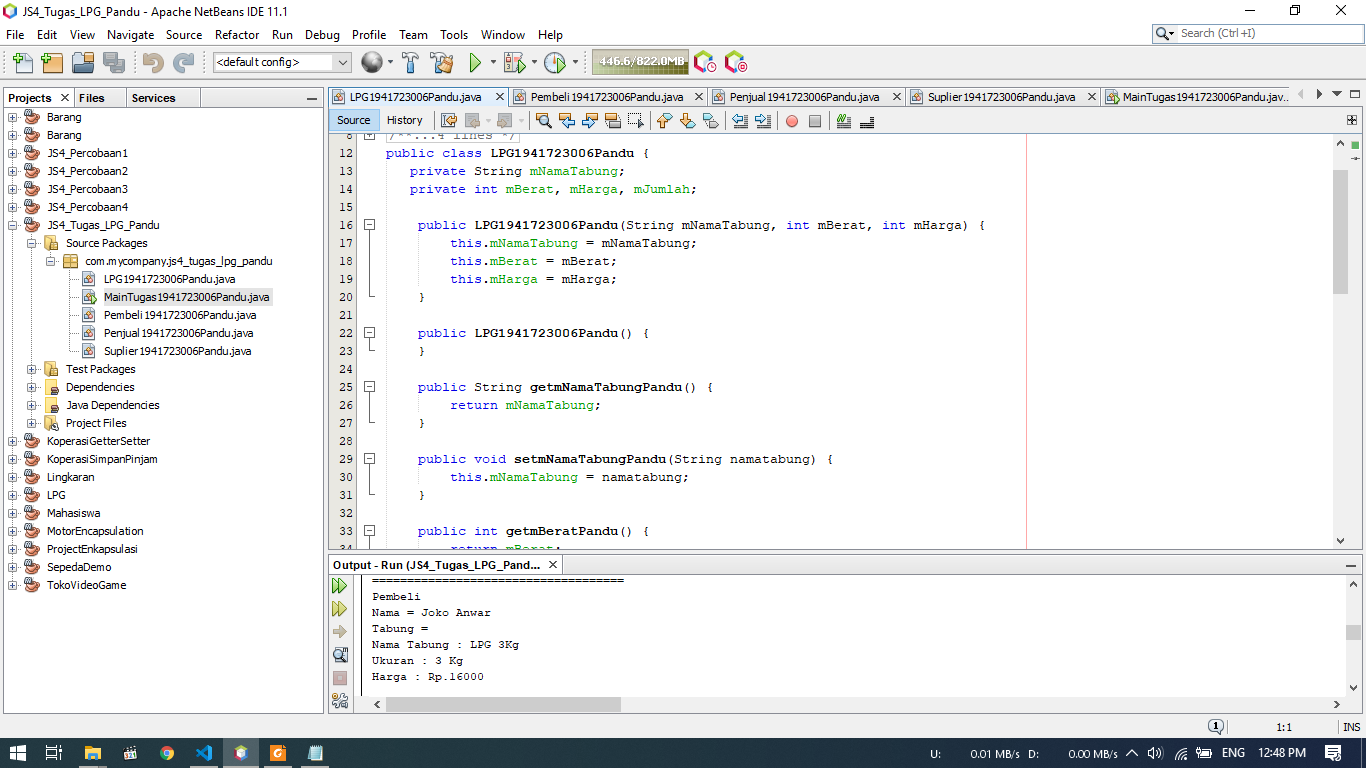 JS4_Tugas_LPG_Pandu - Apache NetBeans IDE 11.1
File Edit View Navigate Source Refactor Run Debug Profile Team Tools Window Help
Search (Ctrl+I)
<default config>
446.6/822.0MB
Projects Files Services
Barang
Barang
JS4_Percobaan1
JS4_Percobaan2
JS4_Percobaan3
JS4_Percobaan4
JS4_Tugas_LPG_Pandu
Source Packages
com.mycompany.js4_tugas_lpg_pandu
LPG1941723006Pandu.java
MainTugas1941723006Pandu.java
Pembeli1941723006Pandu.java
Penjual1941723006Pandu.java
Suplier1941723006Pandu.java
Test Packages
Dependencies
Java Dependencies
Project Files
KoperasiGetterSetter
KoperasiSimpanPinjam
Lingkaran
LPG
Mahasiswa
MotorEncapsulation
ProjectEnkapsulasi
SepedaDemo
TokoVideoGame
LPG1941723006Pandu.java Pembeli1941723006Pandu.java Penjual1941723006Pandu.java Suplier1941723006Pandu.java MainTugas1941723006Pandu.jav...
Source History
8 /**...4 lines */
12 public class LPG1941723006Pandu {
13 private String mNamaTabung;
14 private int mBerat, mHarga, mJumlah;
15
16 public LPG1941723006Pandu(String mNamaTabung, int mBerat, int mHarga) {
17 this.mNamaTabung = mNamaTabung;
18 this.mBerat = mBerat;
19 this.mHarga = mHarga;
20 }
21
22 public LPG1941723006Pandu() {
23 }
24
25 public String getmNamaTabungPandu() {
26 return mNamaTabung;
27 }
28
29 public void setmNamaTabungPandu(String namatabung) {
30 this.mNamaTabung = namatabung;
31 }
32
33 public int getmBeratPandu() {
34 return mBerat;
Output - Run (JS4_Tugas_LPG_Pand...
====================================
Pembeli
Nama = Joko Anwar
Tabung =
Nama Tabung : LPG 3Kg
Ukuran : 3 Kg
Harga : Rp.16000
1 1:1 INS
U: 0.01 MB/s D: 0.00 MB/s ENG 12:48 PM